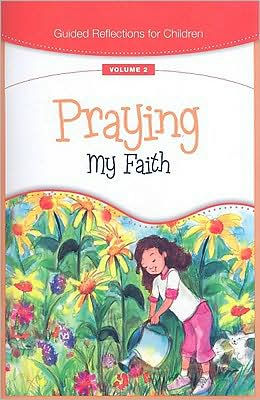 Guided Reflections for Children
VOLUME 2
Praying
My Faith